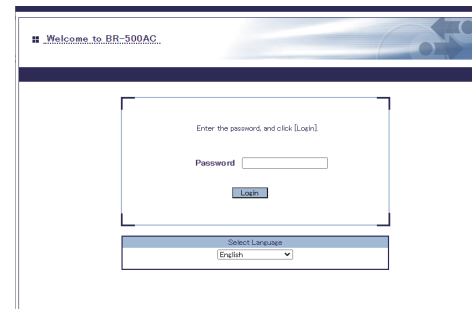 Welcome to BR-500AC
Enter the password, and click [Login].
Password
Login
Select Language
English